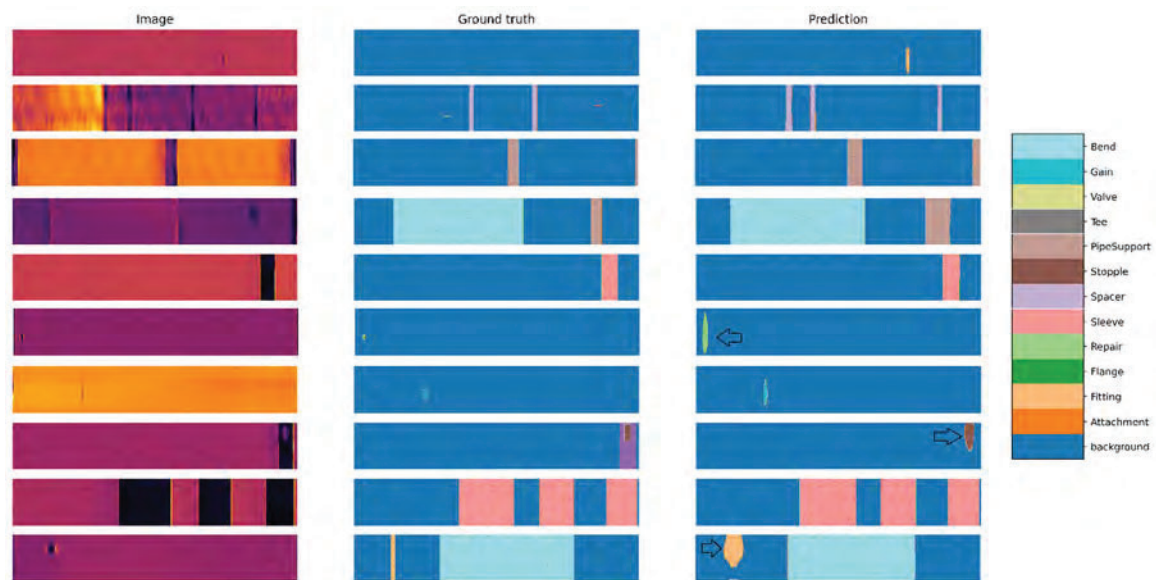 Image
Ground truth
Prediction
Bend
Gain
Valve
Tee
PipeSupport
Stopple
Spacer
Sleeve
Repair
Flange
Fitting
Attachment
background